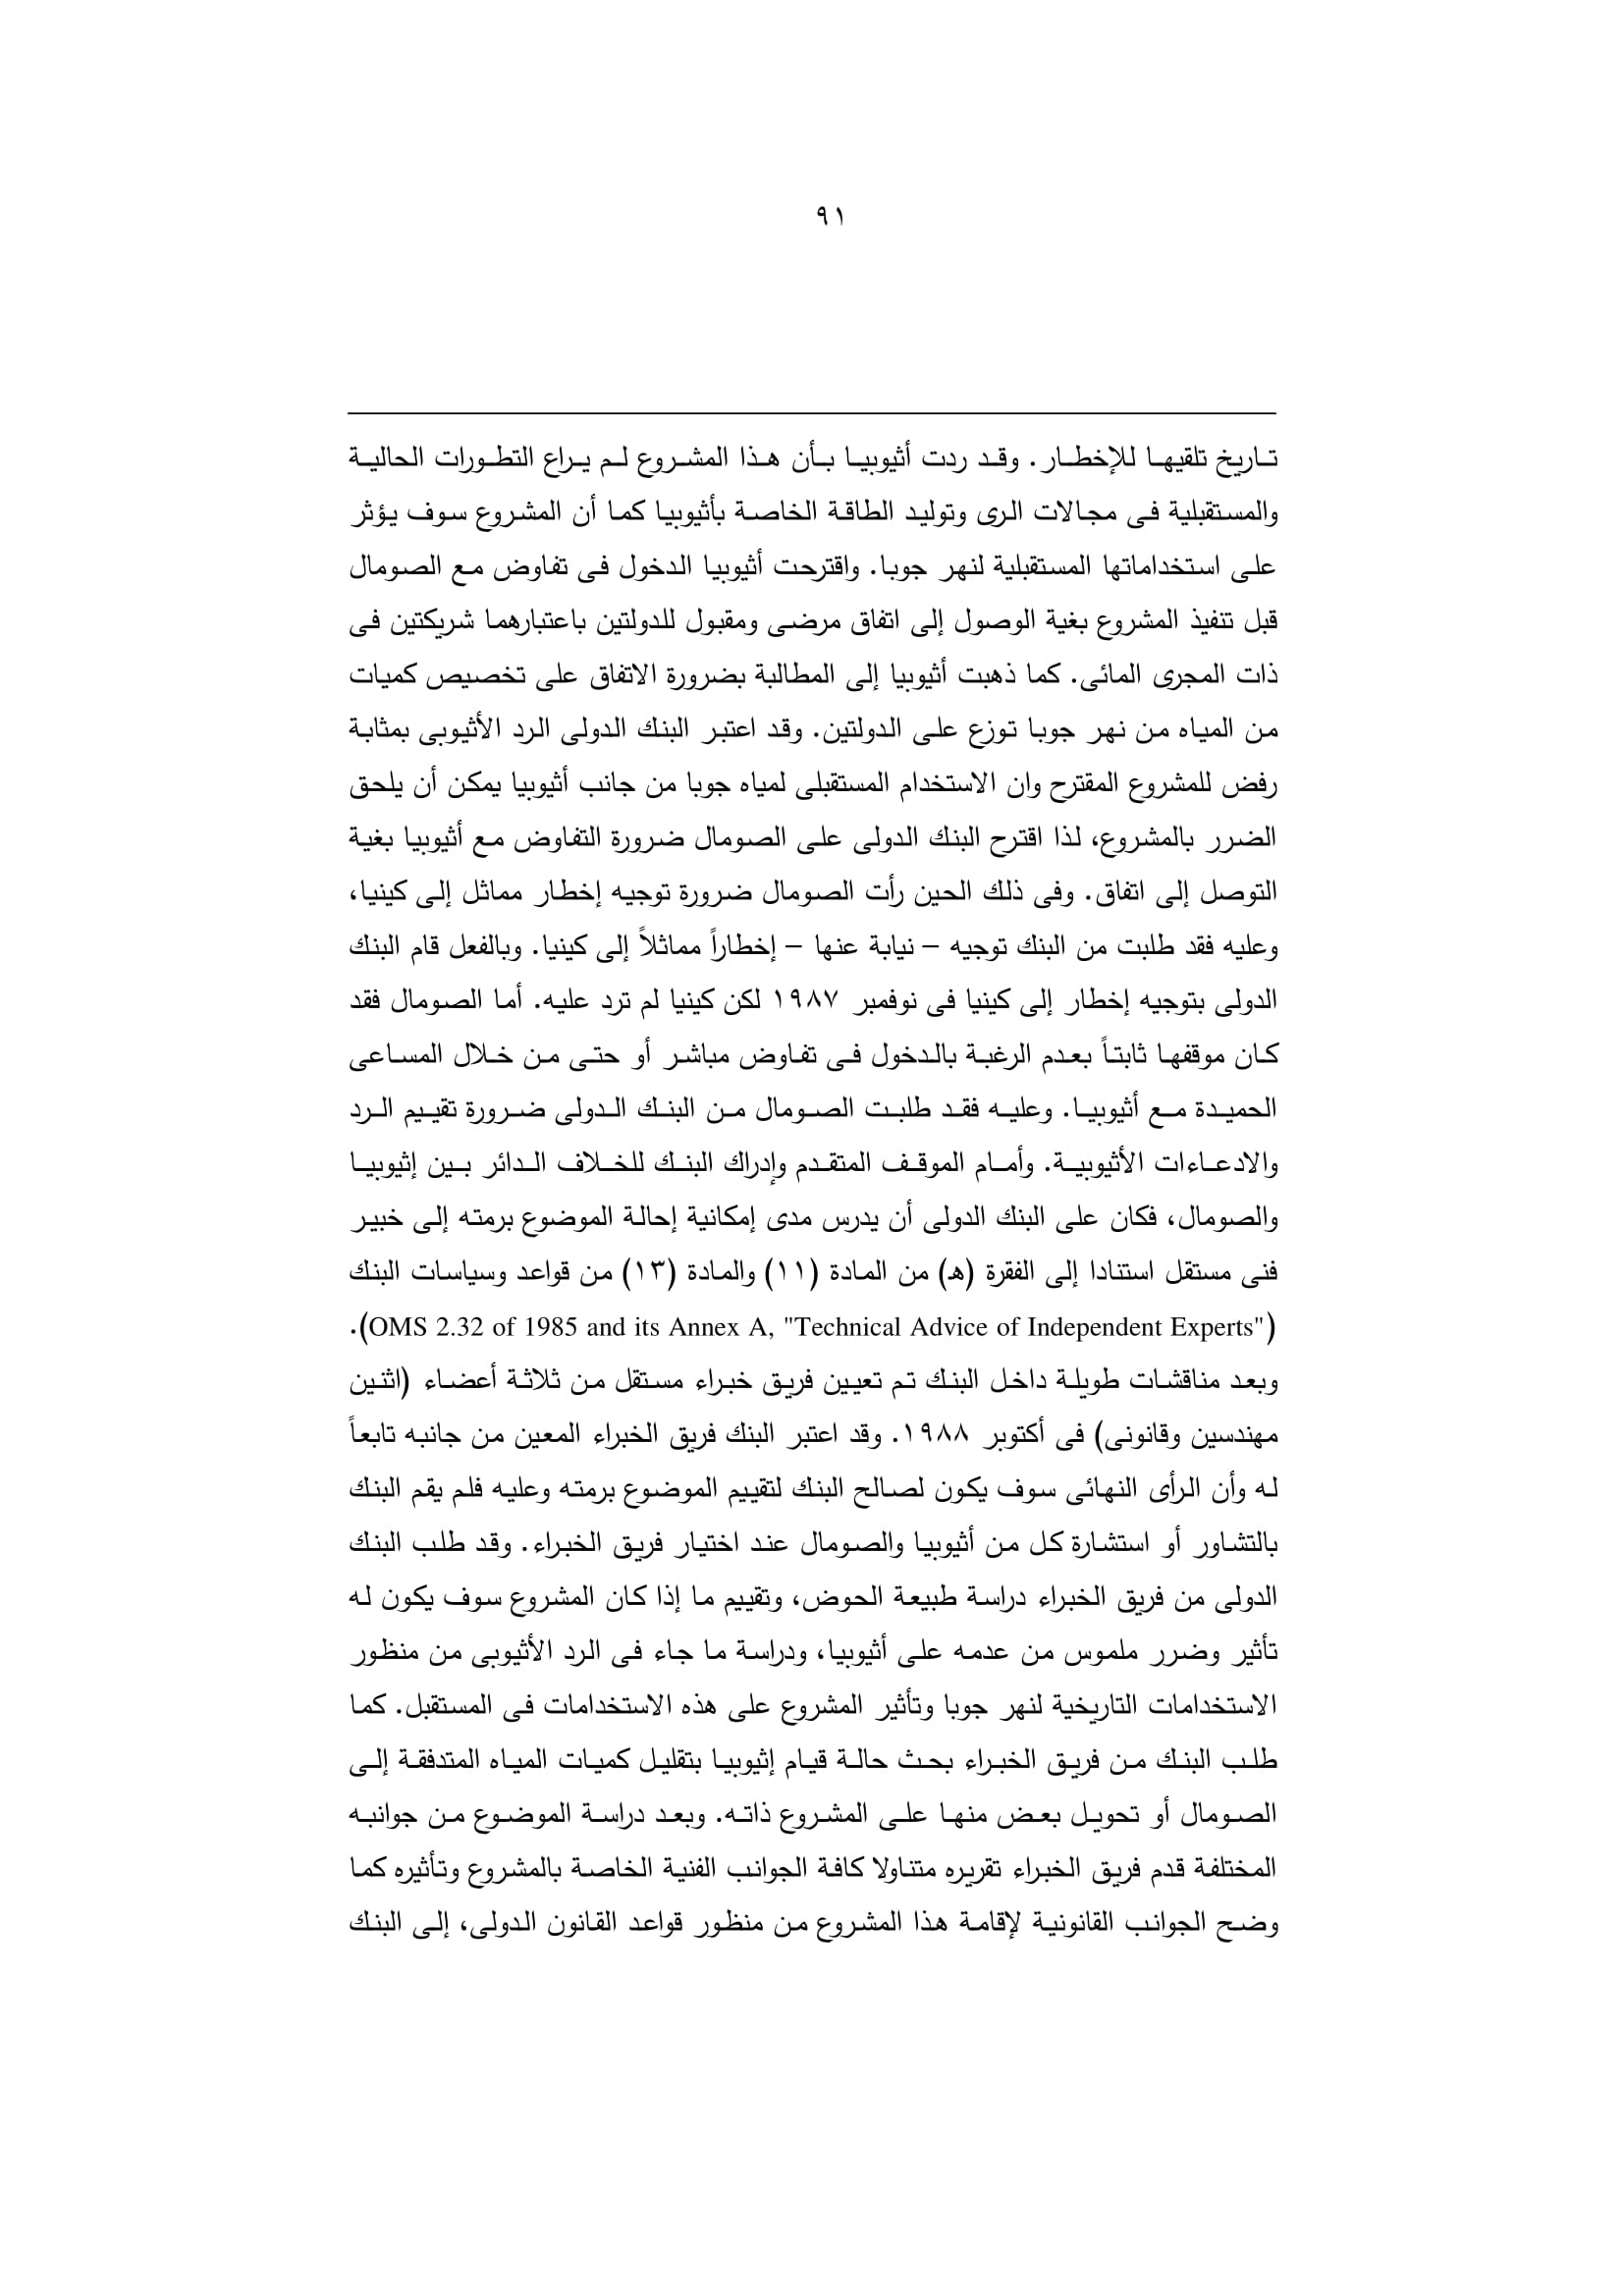 ٩١
تاريخ تلقيها للإخطار. وقد ردت أثيوبيا بأن هذا المشروع لم يراع التطورات الحالية
والمستقبلية فى مجالات الرى وتوليد الطاقة الخاصة بأثيوبيا كما أن المشروع سوف يؤثر
على استخداماتها المستقبلية لنهر جوبا. واقترحت أثيوبيا الدخول فى تفاوض مع الصومال
قبل تنفيذ المشروع بغية الوصول إلى اتفاق مرضى ومقبول للدولتين باعتبارهما شريكتين فى
ذات المجرى المائى. كما ذهبت أثيوبيا إلى المطالبة بضرورة الاتفاق على تخصيص كميات
من المياه من نهر جوبا توزع على الدولتين. وقد اعتبر البنك الدولى الرد الأثيوبى بمثابة
رفض للمشروع المقترح وان الاستخدام المستقبلى لمياه جوبا من جانب أثيوبيا يمكن أن يلحق
الضرر بالمشروع، لذا اقترح البنك الدولى على الصومال ضرورة التفاوض مع أثيوبيا بغية
التوصل إلى اتفاق. وفى ذلك الحين رأت الصومال ضرورة توجيه إخطار مماثل إلى كينيا،
وعليه فقد طلبت من البنك توجيه – نيابة عنها – إخطاراً مماثلاً إلى كينيا. وبالفعل قام البنك
الدولى بتوجيه إخطار إلى كينيا فى نوفمبر ١٩٨٧ لكن كينيا لم ترد عليه. أما الصومال فقد
كان موقفها ثابتاً بعدم الرغبة بالدخول فى تفاوض مباشر أو حتى من خلال المساعى
الحميدة مع أثيوبيا. وعليه فقد طلبت الصومال من البنك الدولى ضرورة تقييم الرد
والادعاءات الأثيوبية. وأمام الموقف المتقدم وإدراك البنك للخلاف الدائر بين إثيوبيا
والصومال، فكان على البنك الدولى أن يدرس مدى إمكانية إحالة الموضوع برمته إلى خبير
فنى مستقل استنادا إلى الفقرة (ه) من المادة (١١) والمادة (١٣) من قواعد وسياسات البنك
(OMS 2.32 of 1985 and its Annex A, "Technical Advice of Independent Experts").
وبعد مناقشات طويلة داخل البنك تم تعيين فريق خبراء مستقل من ثلاثة أعضاء (اثنين
مهندسين وقانونى) فى أكتوبر ١٩٨٨. وقد اعتبر البنك فريق الخبراء المعين من جانبه تابعاً
له وأن الرأى النهائى سوف يكون لصالح البنك لتقييم الموضوع برمته وعليه فلم يقم البنك
بالتشاور أو استشارة كل من أثيوبيا والصومال عند اختيار فريق الخبراء. وقد طلب البنك
الدولى من فريق الخبراء دراسة طبيعة الحوض، وتقييم ما إذا كان المشروع سوف يكون له
تأثير وضرر ملموس من عدمه على أثيوبيا، ودراسة ما جاء فى الرد الأثيوبى من منظور
الاستخدامات التاريخية لنهر جوبا وتأثير المشروع على هذه الاستخدامات فى المستقبل. كما
طلب البنك من فريق الخبراء بحث حالة قيام إثيوبيا بتقليل كميات المياه المتدفقة إلى
الصومال أو تحويل بعض منها على المشروع ذاته. وبعد دراسة الموضوع من جوانبه
المختلفة قدم فريق الخبراء تقريره متناولا كافة الجوانب الفنية الخاصة بالمشروع وتأثيره كما
وضح الجوانب القانونية لإقامة هذا المشروع من منظور قواعد القانون الدولى، إلى البنك